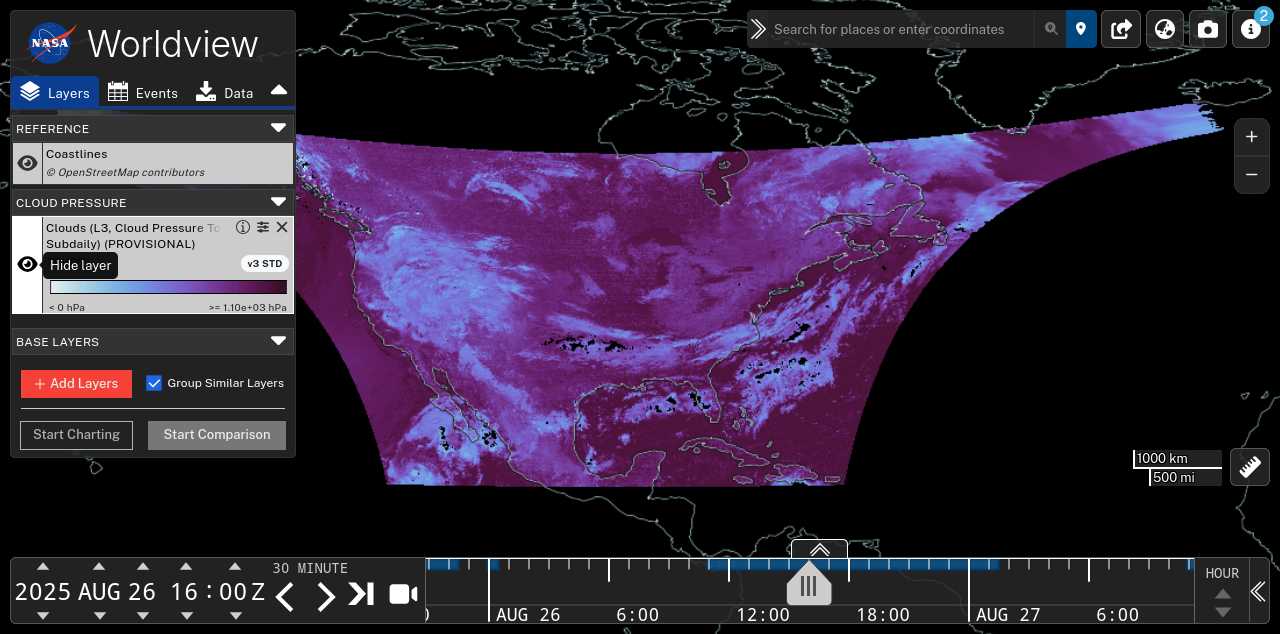 NASA Worldview
Search for places or enter coordinates
2
Layers Events Data
REFERENCE
Coastlines
© OpenStreetMap contributors
CLOUD PRESSURE
Clouds (L3, Cloud Pressure To
Subdaily) (PROVISIONAL)
Hide layer
v3 STD
< 0 hPa >= 1.10e+03 hPa
BASE LAYERS
+ Add Layers Group Similar Layers
Start Charting Start Comparison
+
−
1000 km
500 mi
2025 AUG 26 16:00 Z
30 MINUTE
AUG 26 6:00 12:00 18:00 AUG 27 6:00
HOUR